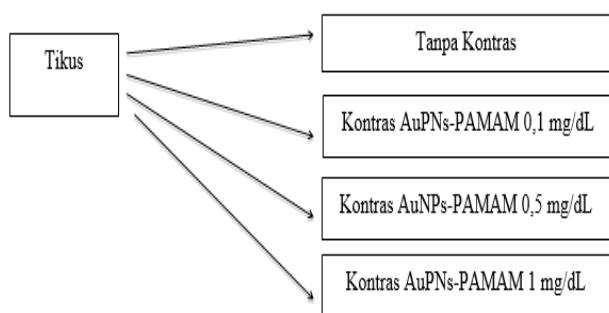 Tikus
Tanpa Kontras
Kontras AuPNs-PAMAM 0,1 mg/dL
Kontras AuNPs-PAMAM 0,5 mg/dL
Kontras AuPNs-PAMAM 1 mg/dL